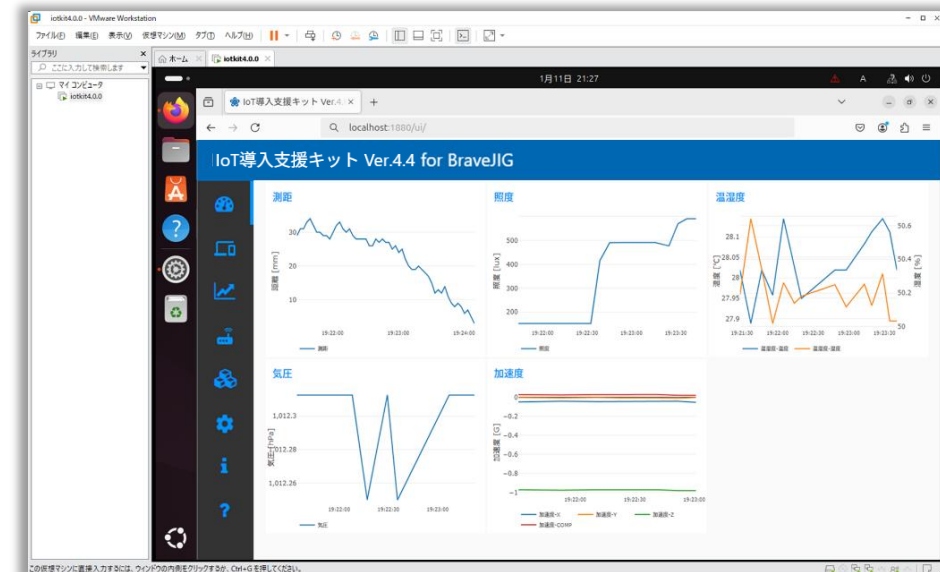 iotkit4.0.0 - VMware Workstation
ファイル(F) 編集(E) 表示(V) 仮想マシン(M) タブ(T) ヘルプ(H)
ライブラリ
ここに入力して検索します
マイ コンピュータ
iotkit4.0.0
ホーム iotkit4.0.0
1月11日 21:27
A
IoT導入支援キット Ver.4.
localhost:1880/ui/
IoT導入支援キット Ver.4.4 for BraveJIG
測距
距離 [mm]
30
20
10
19:22:00 19:23:00 19:24:00
測距
照度
照度 [lux]
500
400
300
200
19:22:00 19:22:30 19:23:00 19:23:30
照度
温湿度
温度 [℃]
28.1
28.05
28
27.95
27.9
50.6
50.4
50.2
50
湿度 [%]
19:21:30 19:22:00 19:22:30 19:23:00 19:23:30
温湿度-温度 温湿度-湿度
気圧
気圧 [hPa]
1,012.3
1,012.28
1,012.26
19:22:00 19:22:30 19:23:00
気圧
加速度
加速度 [G]
0
−0.2
−0.4
−0.6
−0.8
−1
19:22:00 19:22:30 19:23:00
加速度-X 加速度-Y 加速度-Z
加速度-COMP
この仮想マシンに直接入力するには、ウィンドウの内側をクリックするか、Ctrl+G を押してください。